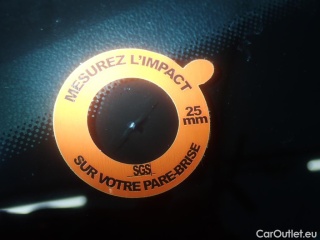 MESUREZ L'IMPACT
25
mm
SGS
SUR VOTRE PARE-BRISE
CarOutlet.eu